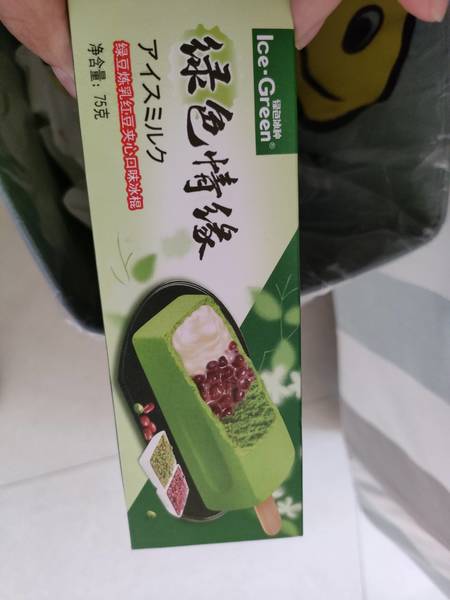 Ice·Green®
绿色情缘
アイスミルク
绿豆炼乳红豆夹心口味冰棍
净含量：75克